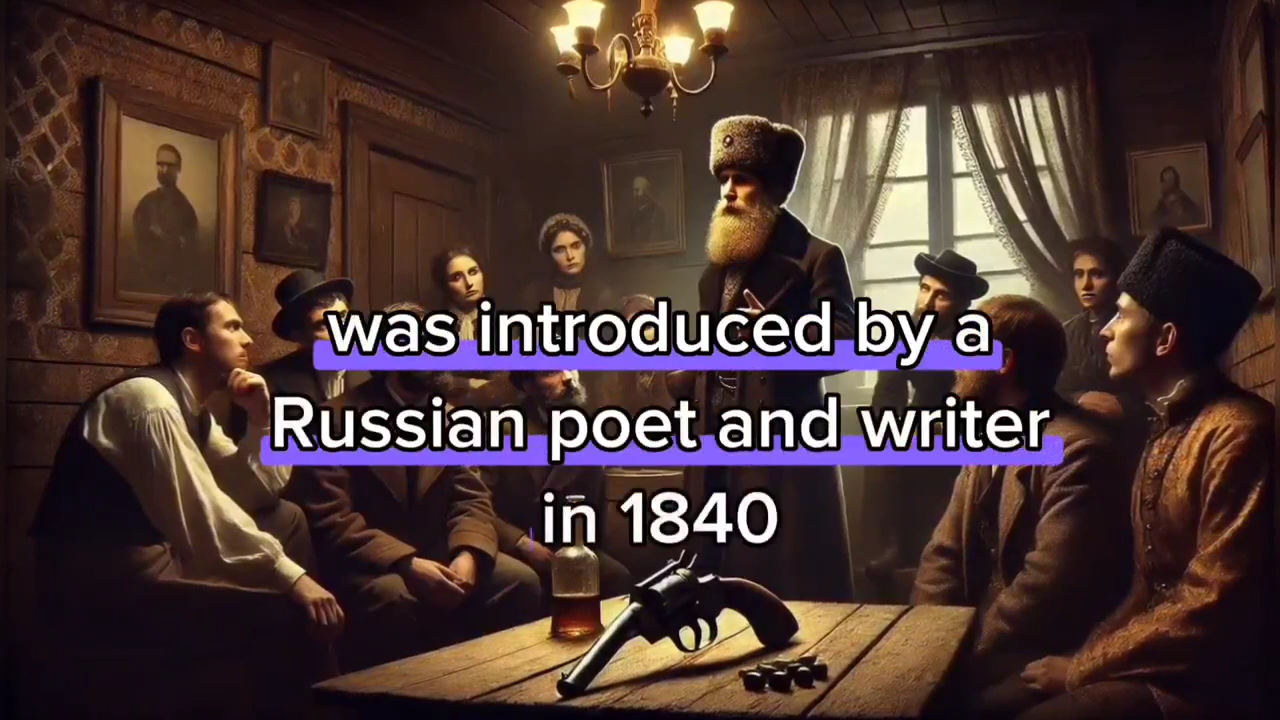 was introduced by a
Russian poet and writer
in 1840